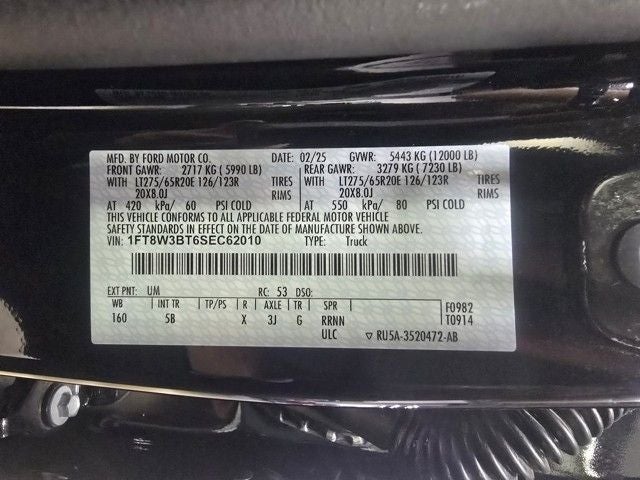 MFD. BY FORD MOTOR CO. DATE: 02/25 GVWR: 5443 KG (12000 LB)
FRONT GAWR: 2717 KG (5990 LB) REAR GAWR: 3279 KG (7230 LB)
WITH LT275/65R20E 126/123R TIRES WITH LT275/65R20E 126/123R TIRES
20X8.0J RIMS 20X8.0J RIMS
AT 420 kPa/ 60 PSI COLD AT 550 kPa/ 80 PSI COLD
THIS VEHICLE CONFORMS TO ALL APPLICABLE FEDERAL MOTOR VEHICLE
SAFETY STANDARDS IN EFFECT ON THE DATE OF MANUFACTURE SHOWN ABOVE.
VIN: 1FT8W3BT6SEC62010 TYPE: Truck
EXT PNT: UM RC: 53 DSO:
WB INT TR TP/PS R AXLE TR SPR F0982
160 5B X 3J G RRNN T0914
ULC ▽ RU5A-3520472-AB